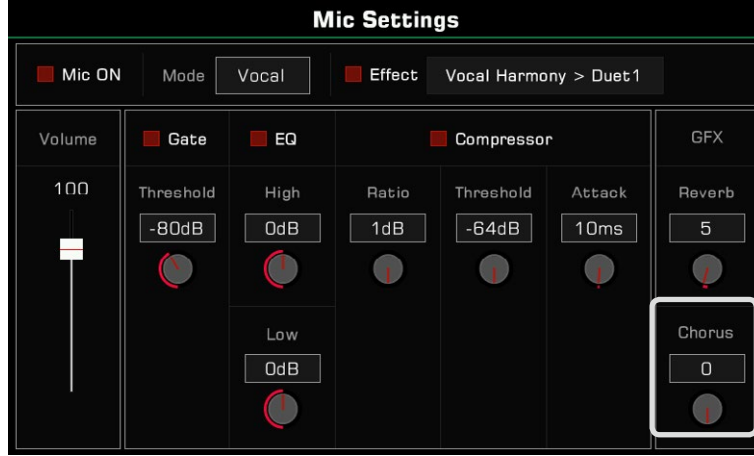 Mic Settings
Mic ON Mode Vocal Effect Vocal Harmony > Duet1
Volume Gate EQ Compressor GFX
100 Threshold High Ratio Threshold Attack Reverb
-80dB 0dB 1dB -64dB 10ms 5
Low Chorus
0dB 0